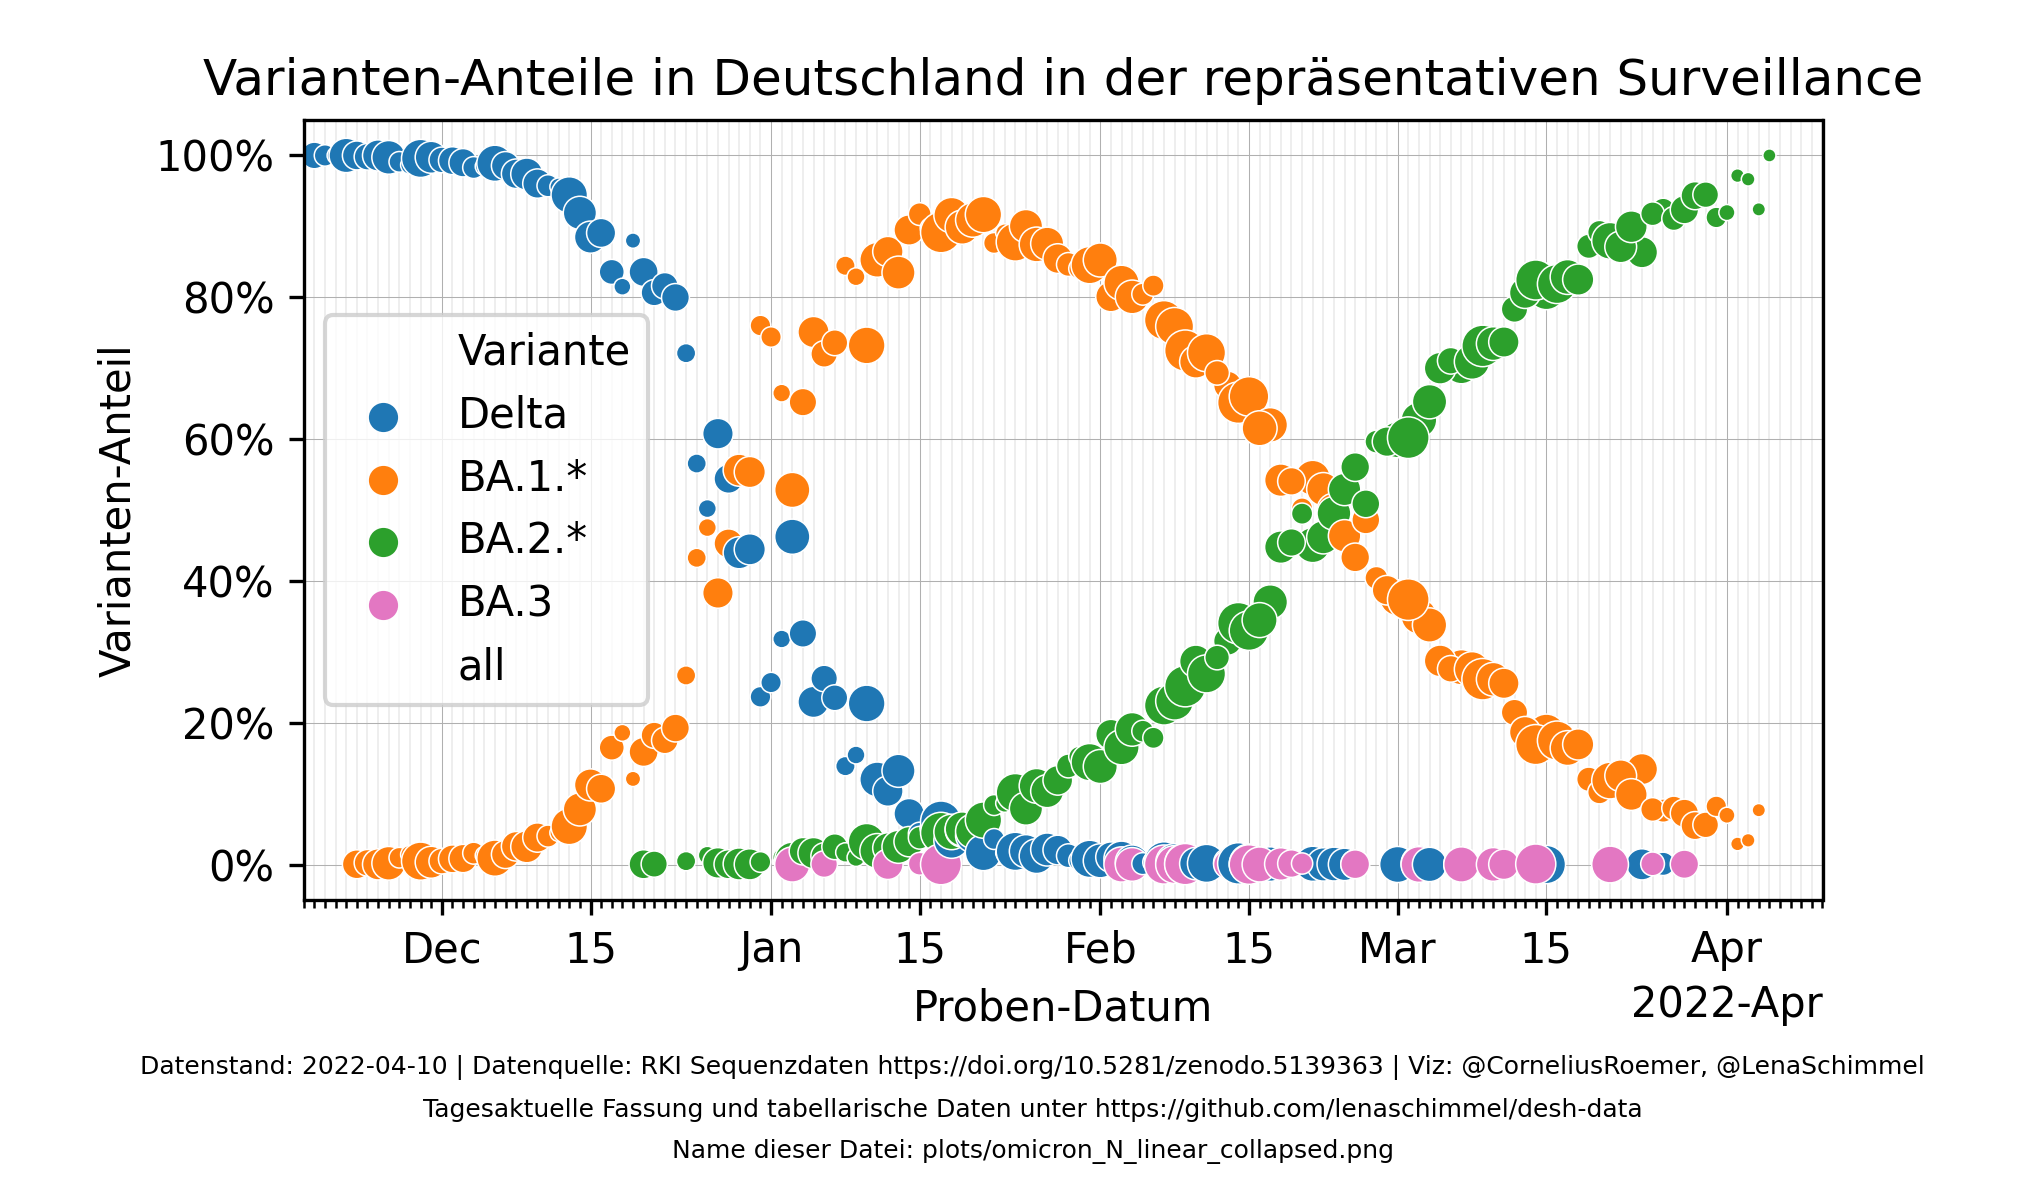 Varianten-Anteile in Deutschland in der repräsentativen Surveillance
100%
80%
60%
40%
20%
0%
Varianten-Anteil
Variante
Delta
BA.1.*
BA.2.*
BA.3
all
Dec 15 Jan 15 Feb 15 Mar 15 Apr
Proben-Datum
2022-Apr
Datenstand: 2022-04-10 | Datenquelle: RKI Sequenzdaten https://doi.org/10.5281/zenodo.5139363 | Viz: @CorneliusRoemer, @LenaSchimmel
Tagesaktuelle Fassung und tabellarische Daten unter https://github.com/lenaschimmel/desh-data
Name dieser Datei: plots/omicron_N_linear_collapsed.png